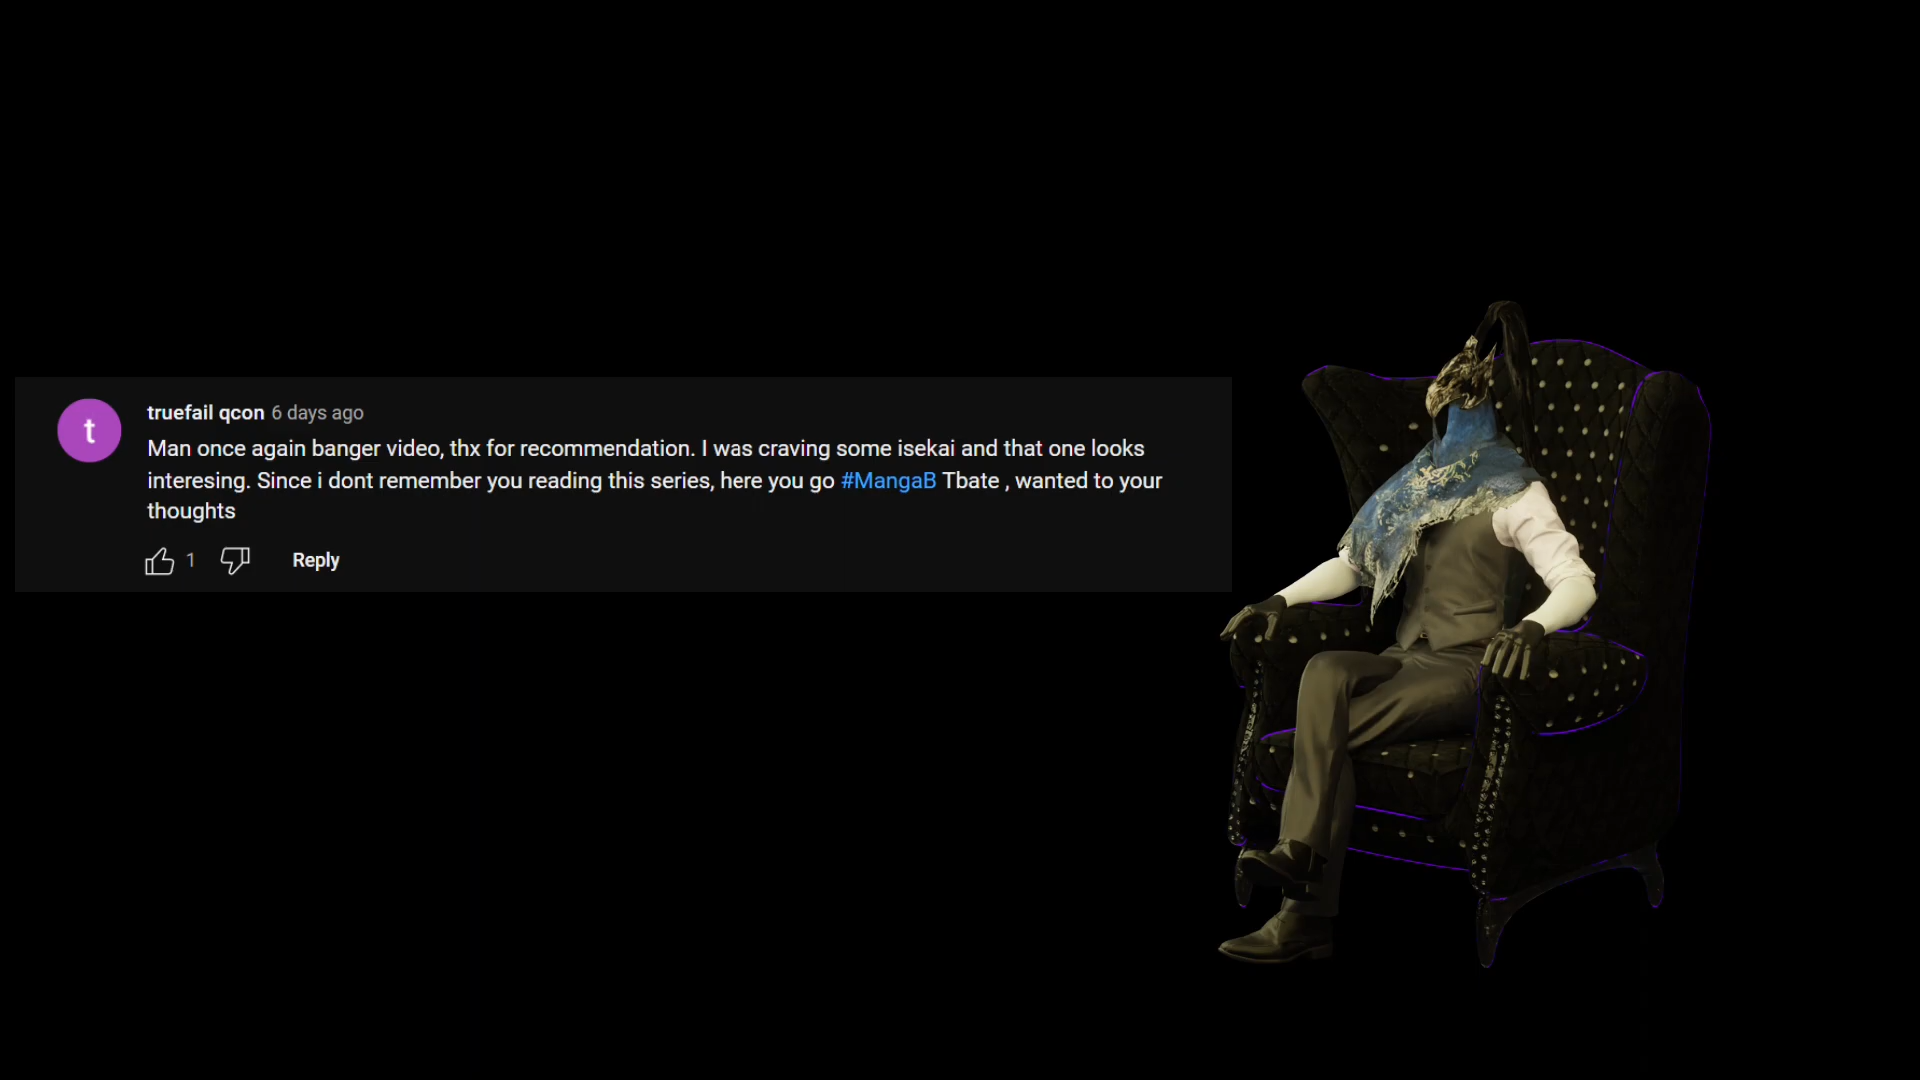 t
truefail qcon 6 days ago
Man once again banger video, thx for recommendation. I was craving some isekai and that one looks
interesing. Since i dont remember you reading this series, here you go #MangaB Tbate , wanted to your
thoughts
1 Reply